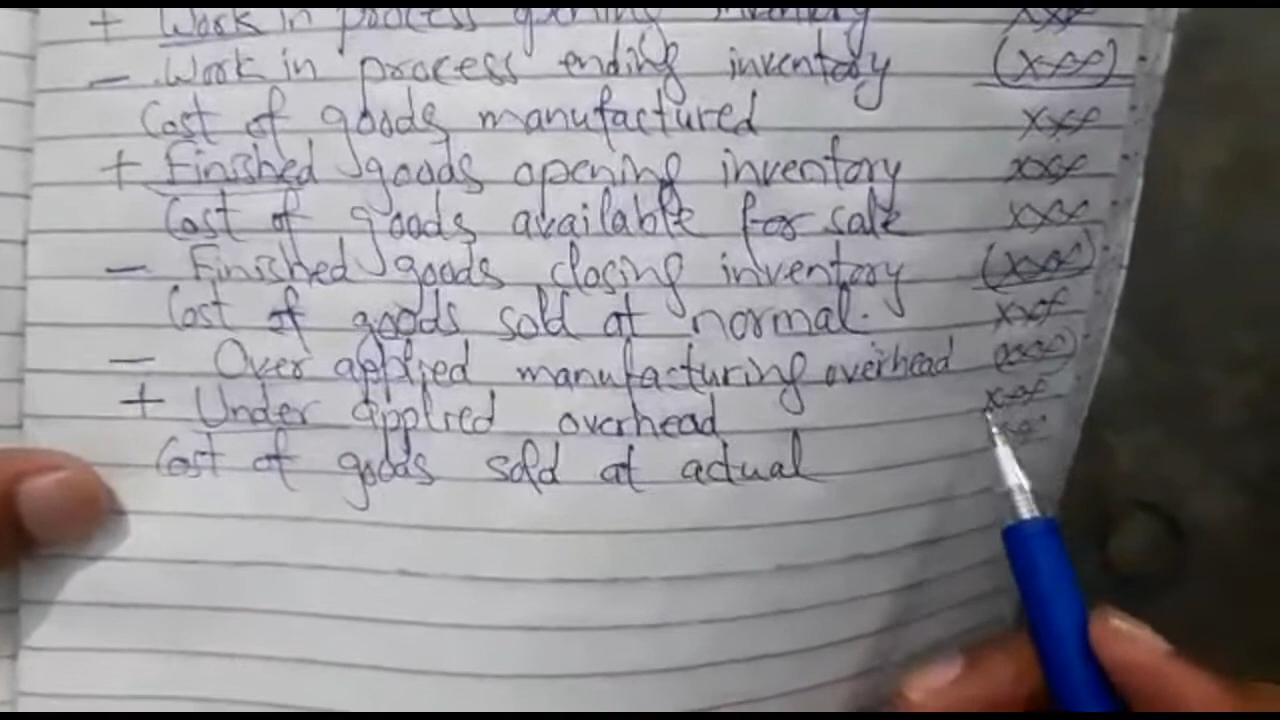 + Work in process opening inventory xxx
- Work in process ending inventory (xxx)
Cost of goods manufactured xxx
+ Finished goods opening inventory xxx
Cost of goods available for sale xxx
- Finished goods closing inventory (xxx)
Cost of goods sold at normal. xxx
- Over applied manufacturing overhead (xxx)
+ Under applied overhead xxx
Cost of goods sold at actual